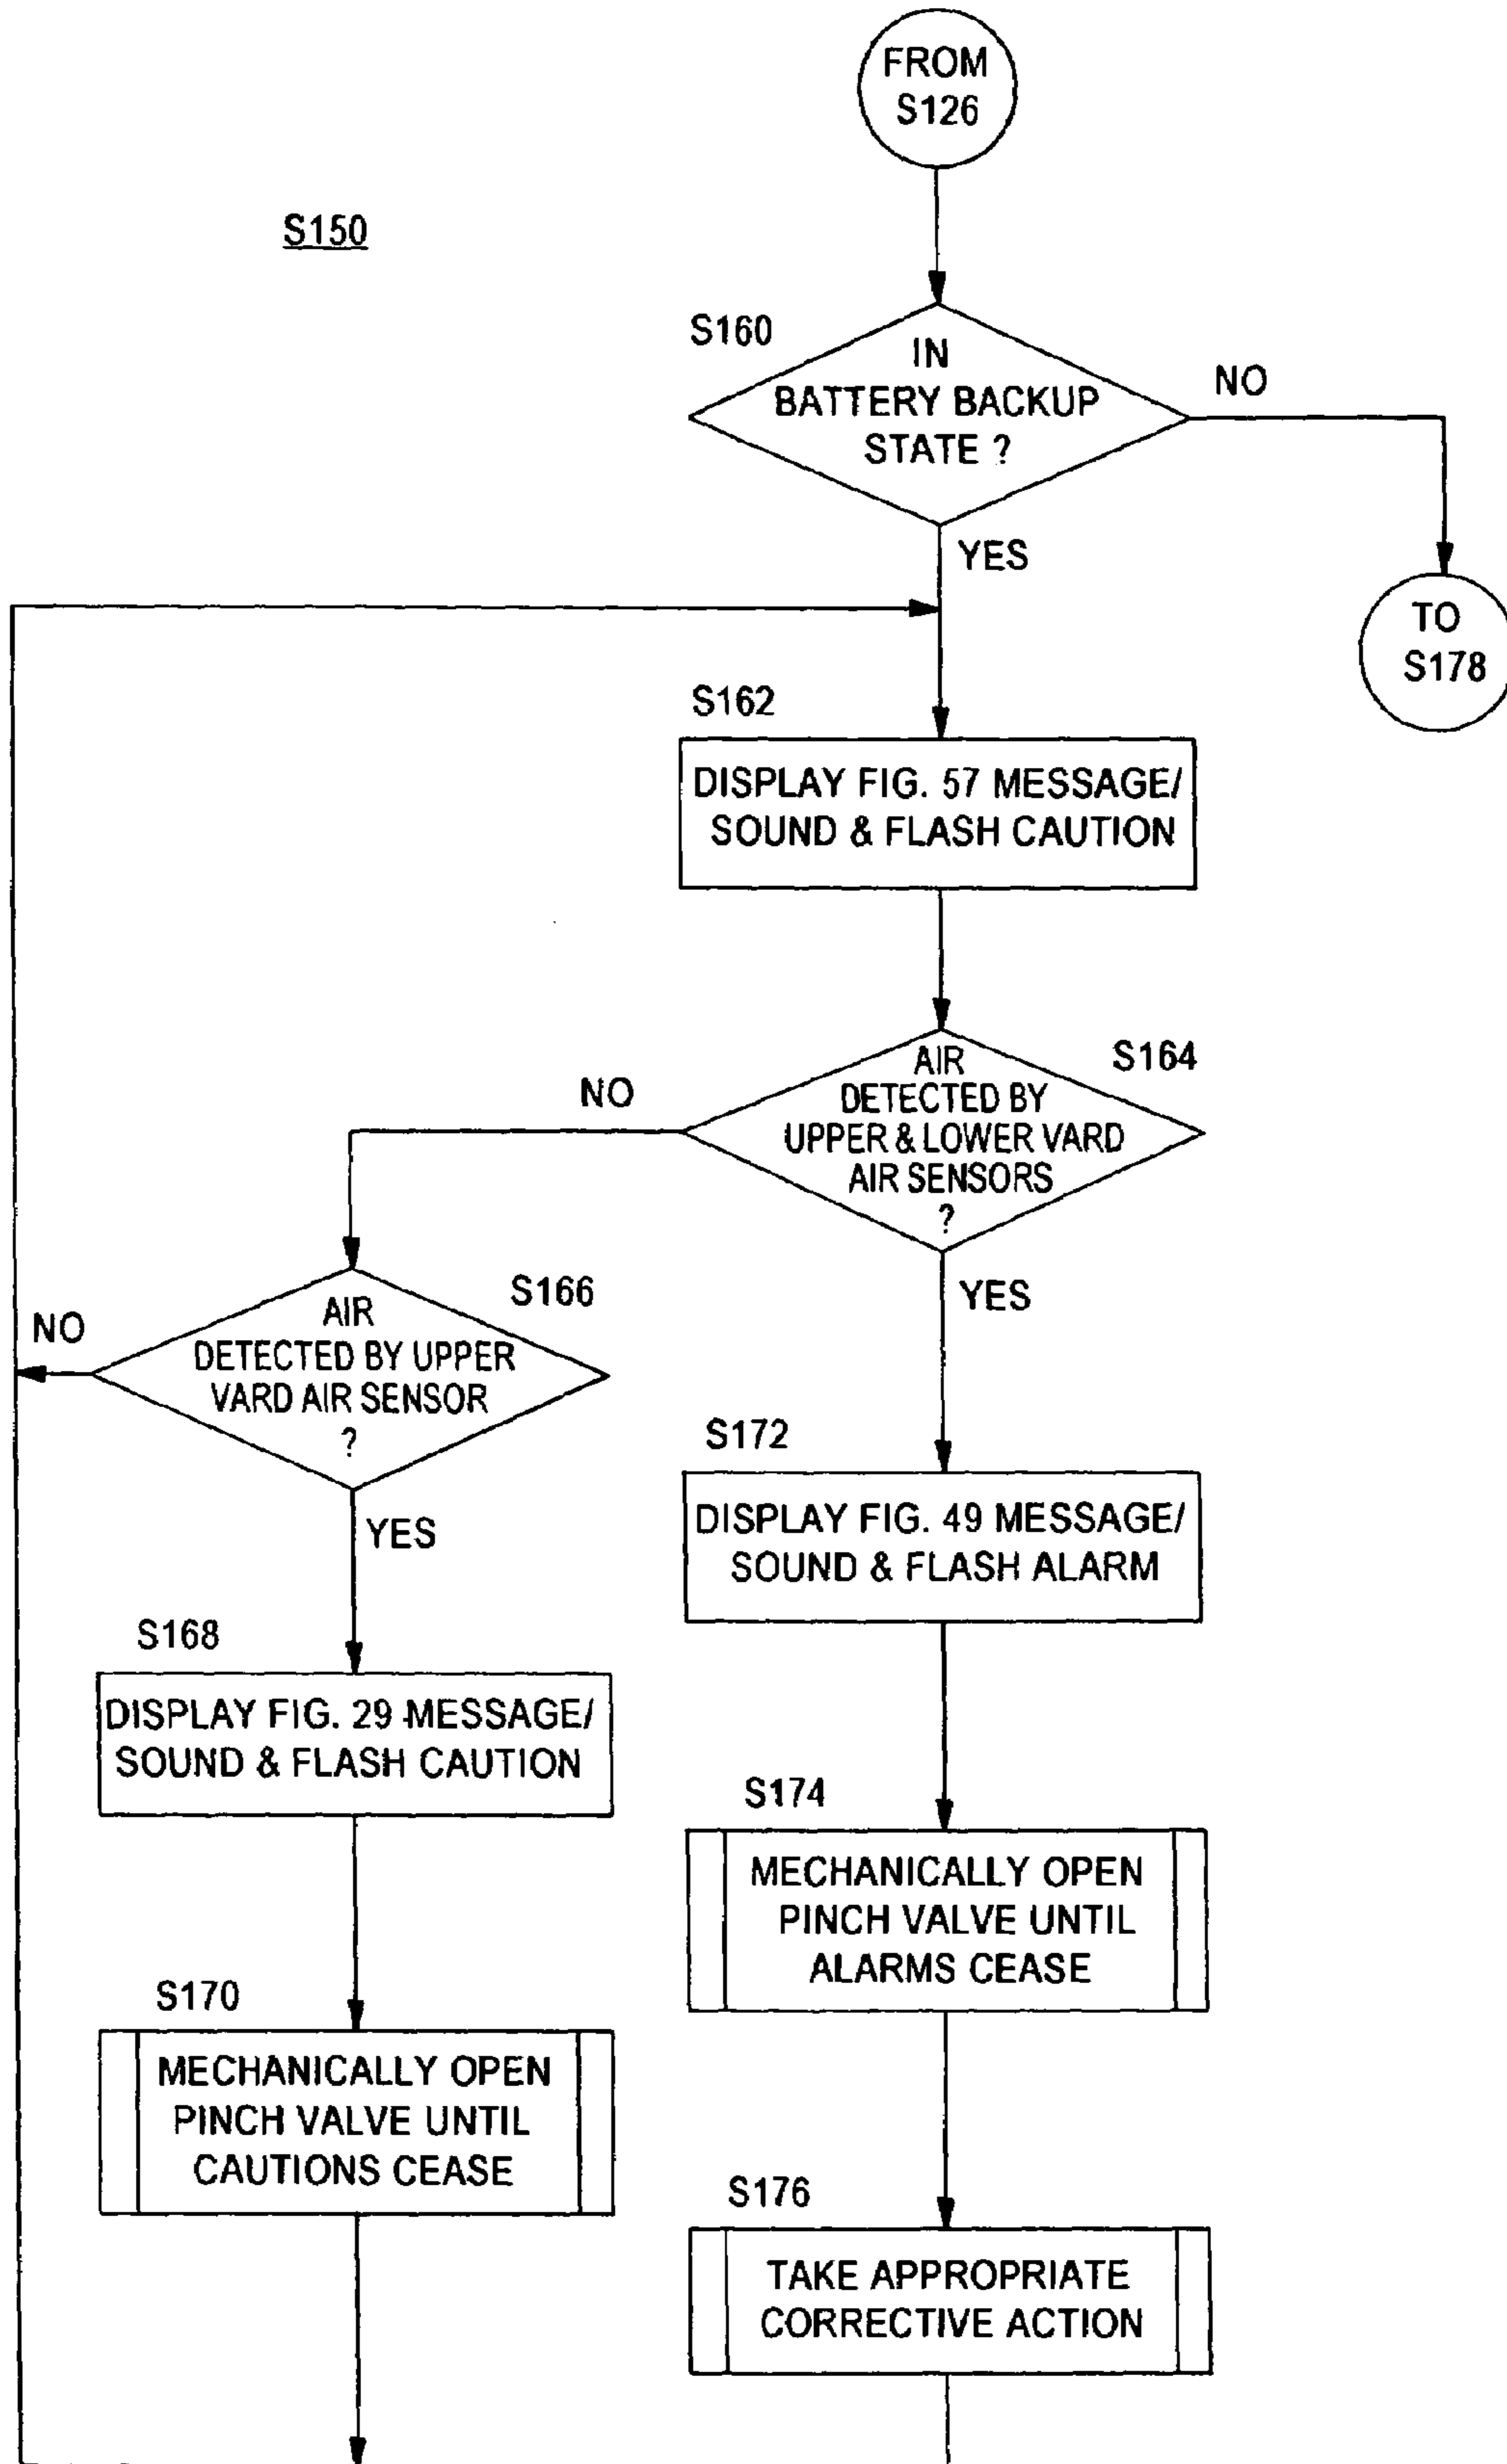 FROM
S126
S150
S160
IN
BATTERY BACKUP
STATE ?
NO
YES
TO
S178
S162
DISPLAY FIG. 57 MESSAGE/
SOUND & FLASH CAUTION
S164
AIR
DETECTED BY
UPPER & LOWER VARD
AIR SENSORS
?
NO
YES
S166
AIR
DETECTED BY UPPER
VARD AIR SENSOR
?
NO
YES
S172
DISPLAY FIG. 49 MESSAGE/
SOUND & FLASH ALARM
S168
DISPLAY FIG. 29 MESSAGE/
SOUND & FLASH CAUTION
S174
MECHANICALLY OPEN
PINCH VALVE UNTIL
ALARMS CEASE
S170
MECHANICALLY OPEN
PINCH VALVE UNTIL
CAUTIONS CEASE
S176
TAKE APPROPRIATE
CORRECTIVE ACTION